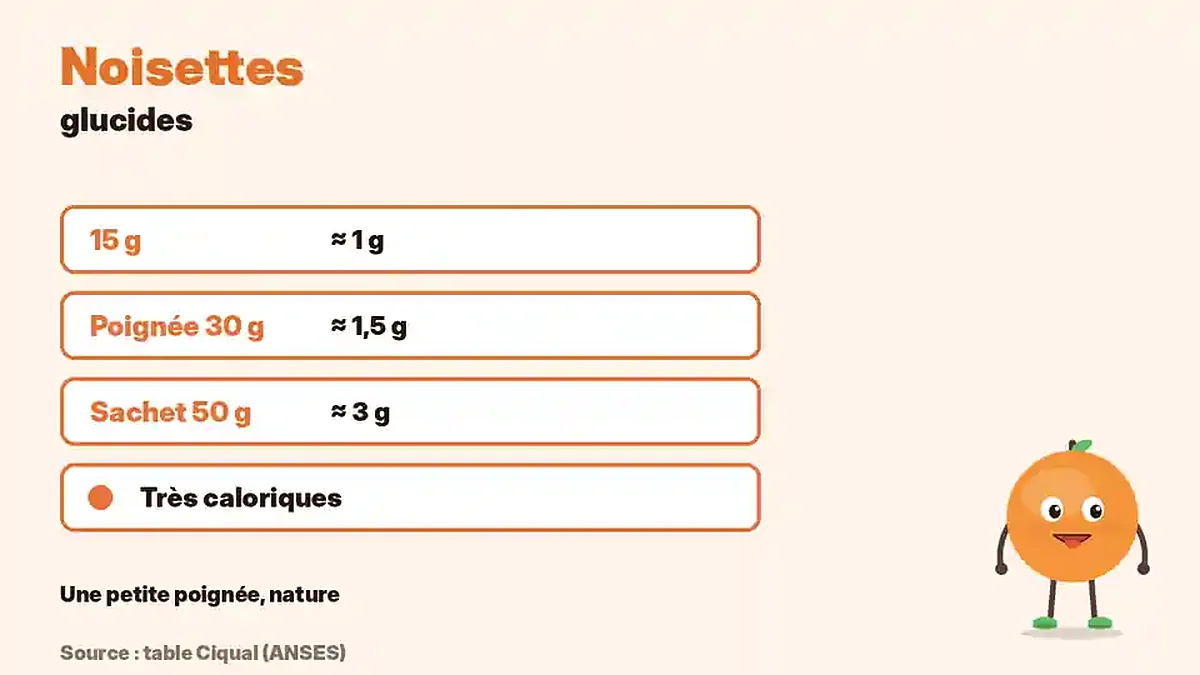 Noisettes
glucides
15 g ≈ 1 g
Poignée 30 g ≈ 1,5 g
Sachet 50 g ≈ 3 g
Très caloriques
Une petite poignée, nature
Source : table Ciqual (ANSES)